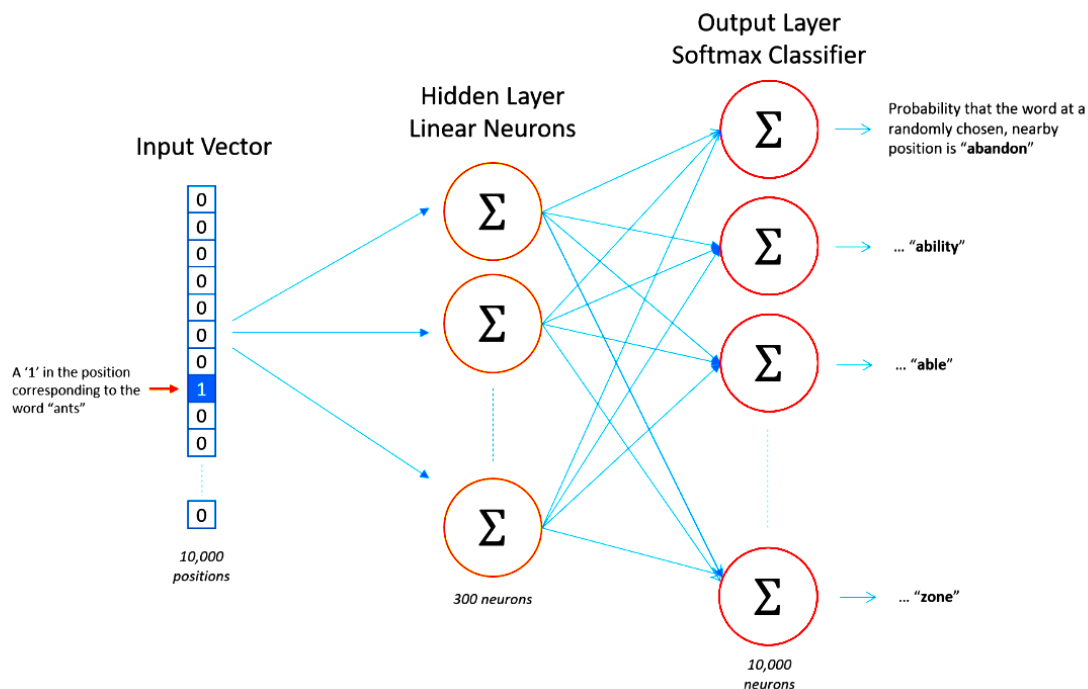 Output Layer
Softmax Classifier
Hidden Layer
Linear Neurons
Input Vector
0
0
0
0
0
0
0
1
0
0
0
A '1' in the position
corresponding to the
word "ants"
10,000
positions
Σ
Σ
Σ
300 neurons
Σ
Σ
Σ
Σ
10,000
neurons
Probability that the word at a
randomly chosen, nearby
position is "abandon"
... "ability"
... "able"
... "zone"